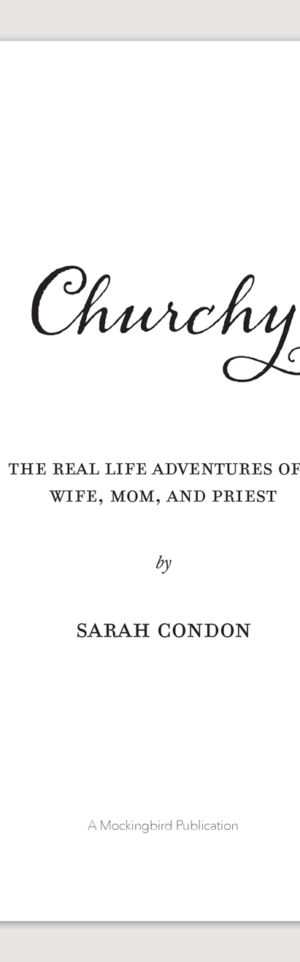 Churchy
THE REAL LIFE ADVENTURES OF
WIFE, MOM, AND PRIEST
by
SARAH CONDON
A Mockingbird Publication